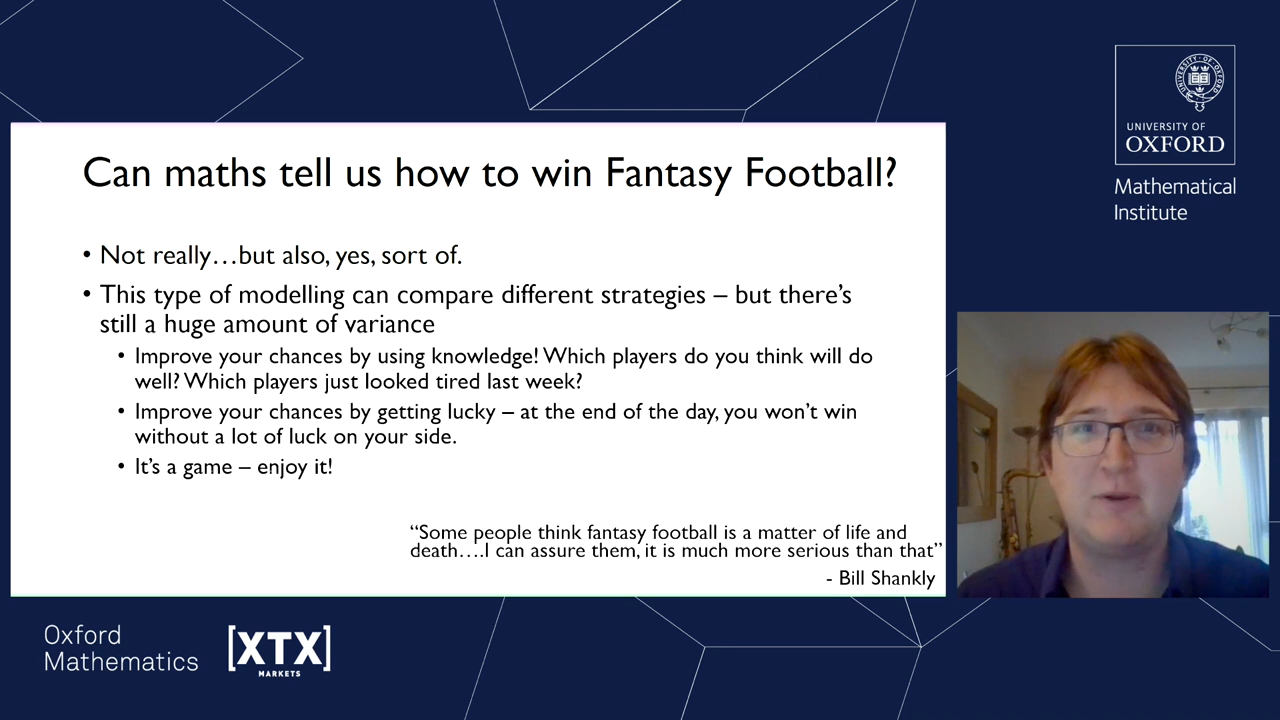 Can maths tell us how to win Fantasy Football?
• Not really…but also, yes, sort of.
• This type of modelling can compare different strategies – but there's
still a huge amount of variance
• Improve your chances by using knowledge! Which players do you think will do
well? Which players just looked tired last week?
• Improve your chances by getting lucky – at the end of the day, you won't win
without a lot of luck on your side.
• It's a game – enjoy it!
“Some people think fantasy football is a matter of life and
death….I can assure them, it is much more serious than that”
- Bill Shankly
UNIVERSITY OF
OXFORD
Mathematical
Institute
Oxford
Mathematics
[XTX]
MARKETS